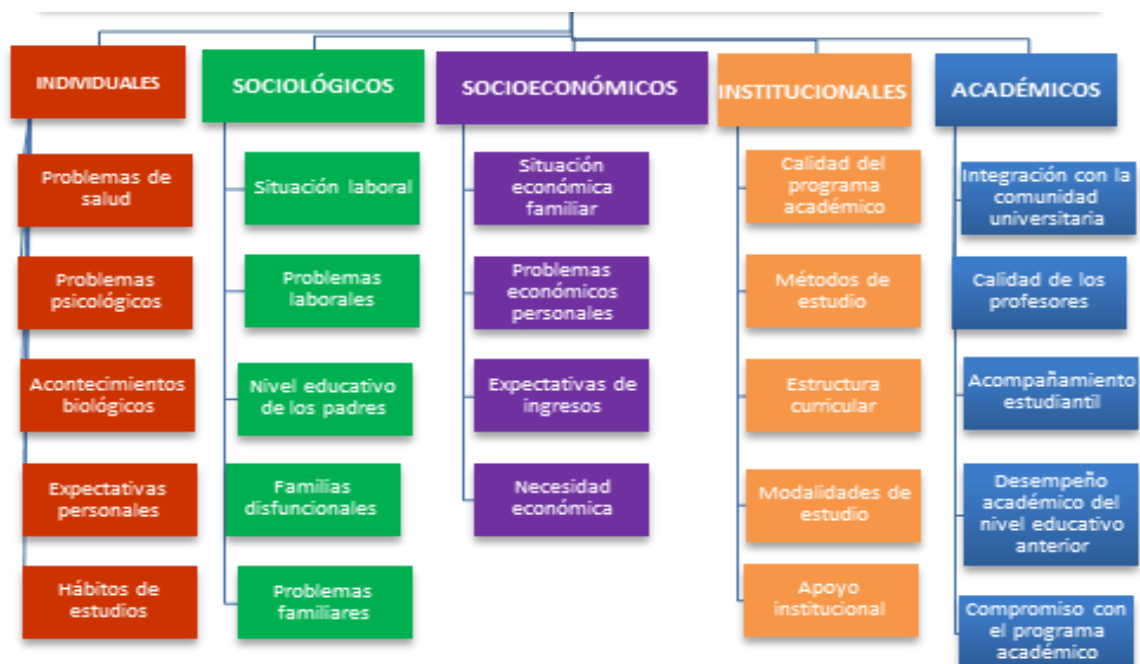 INDIVIDUALES
Problemas de
salud
Problemas
psicológicos
Acontecimientos
biológicos
Expectativas
personales
Hábitos de
estudios
SOCIOLÓGICOS
Situación laboral
Problemas
laborales
Nivel educativo
de los padres
Familias
disfuncionales
Problemas
familiares
SOCIOECONÓMICOS
Situación
económica
familiar
Problemas
económicos
personales
Expectativas de
ingresos
Necesidad
económica
INSTITUCIONALES
Calidad del
programa
académico
Métodos de
estudio
Estructura
curricular
Modalidades de
estudio
Apoyo
institucional
ACADÉMICOS
Integración con la
comunidad
universitaria
Calidad de los
profesores
Acompañamiento
estudiantil
Desempeño
académico del
nivel educativo
anterior
Compromiso con
el programa
académico